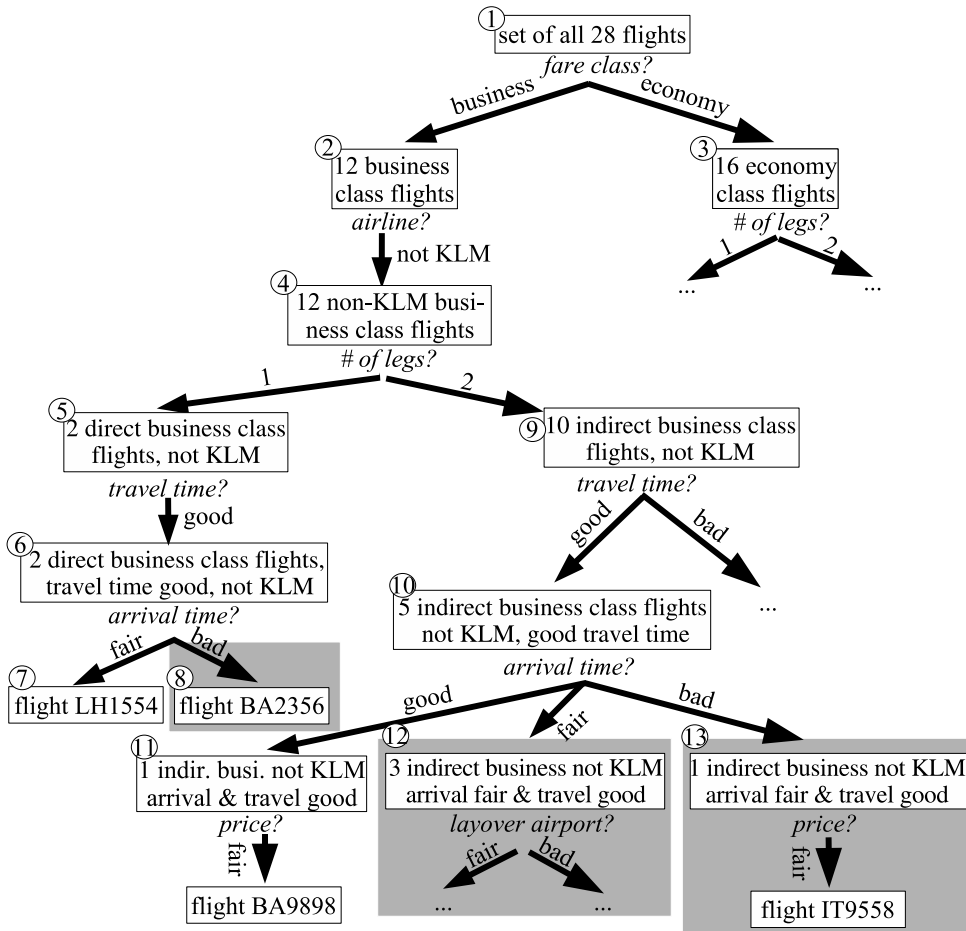 1
set of all 28 flights
fare class?
business
economy
2
12 business
class flights
airline?
not KLM
3
16 economy
class flights
# of legs?
1
2
...
...
4
12 non-KLM busi-
ness class flights
# of legs?
1
2
5
2 direct business class
flights, not KLM
travel time?
good
6
2 direct business class flights,
travel time good, not KLM
arrival time?
fair
bad
7
flight LH1554
8
flight BA2356
9
10 indirect business class
flights, not KLM
travel time?
good
bad
...
10
5 indirect business class flights
not KLM, good travel time
arrival time?
good
fair
bad
11
1 indir. busi. not KLM
arrival & travel good
price?
fair
flight BA9898
12
3 indirect business not KLM
arrival fair & travel good
layover airport?
fair
bad
...
...
13
1 indirect business not KLM
arrival fair & travel good
price?
fair
flight IT9558